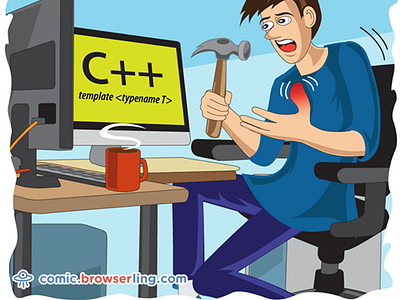 C++
template <typename T>
comic.browserling.com